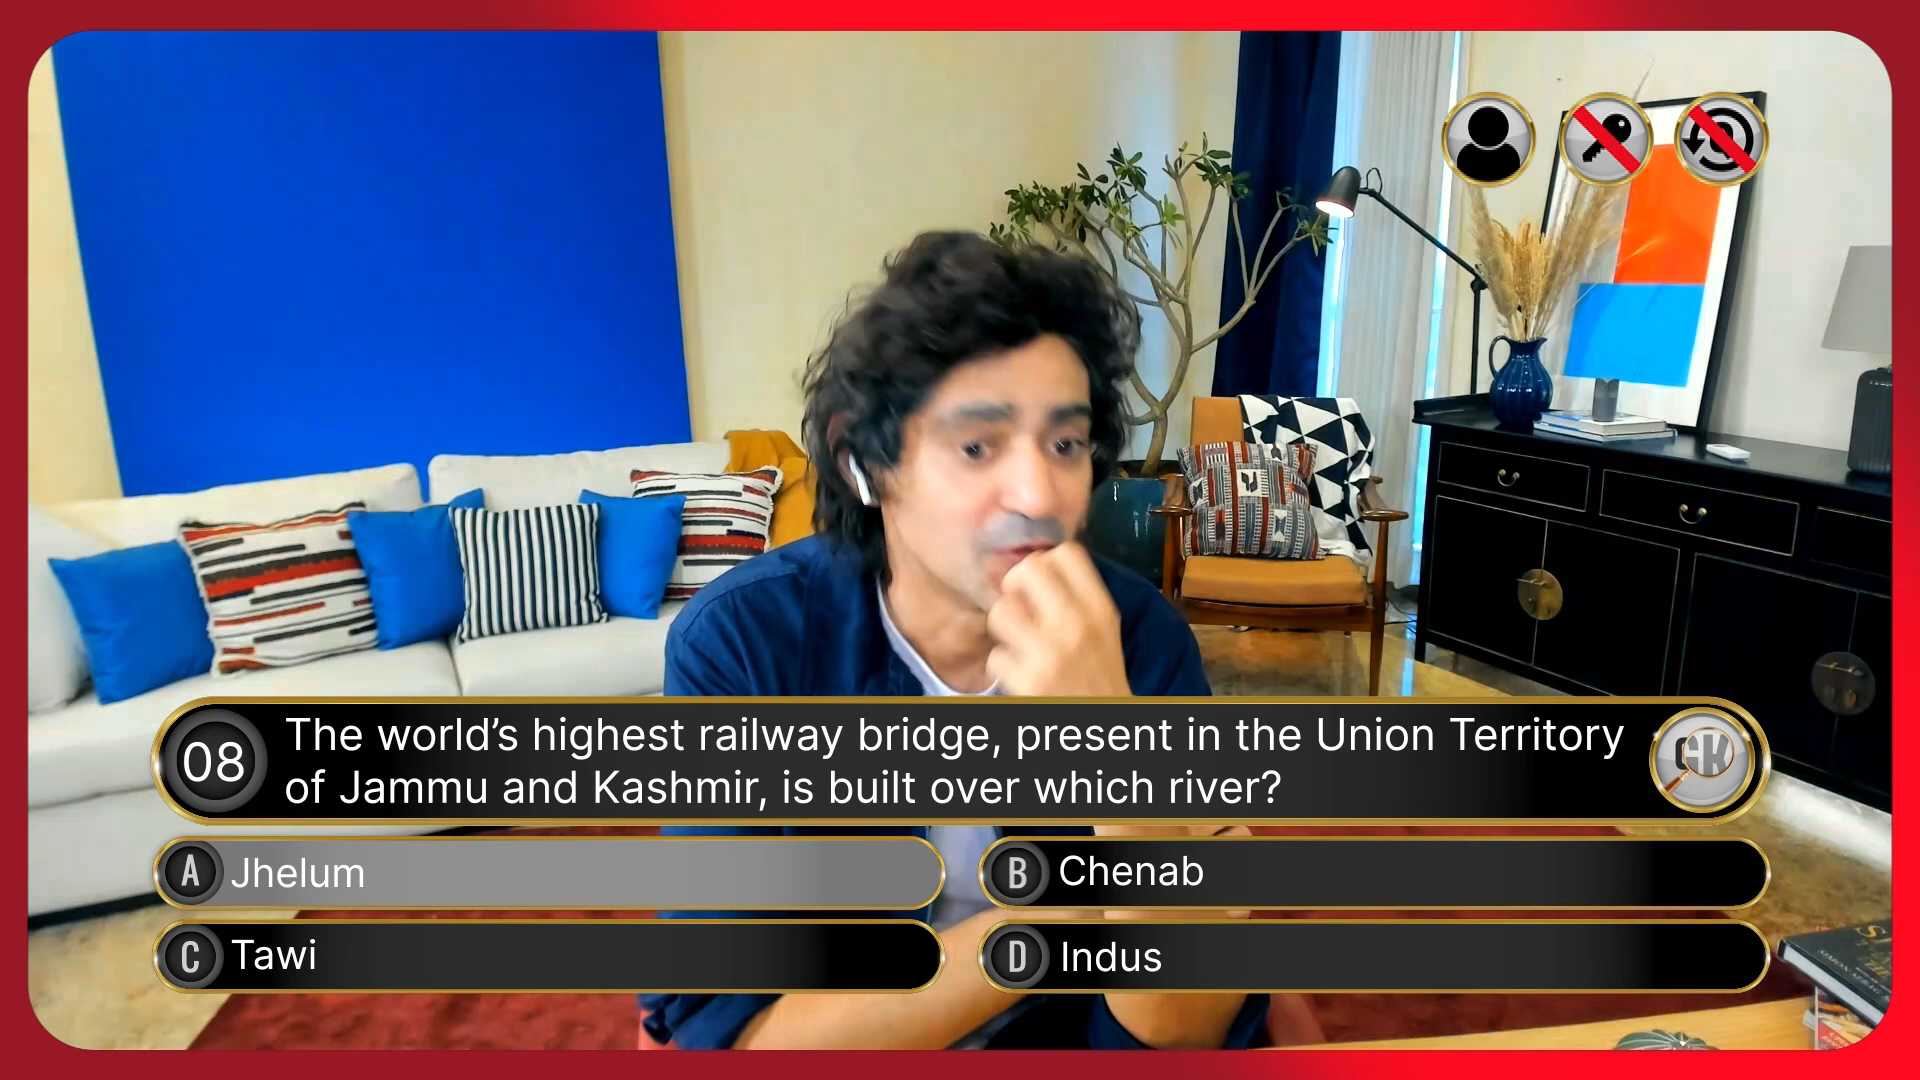 GK
08
The world’s highest railway bridge, present in the Union Territory
of Jammu and Kashmir, is built over which river?
A Jhelum
B Chenab
C Tawi
D Indus